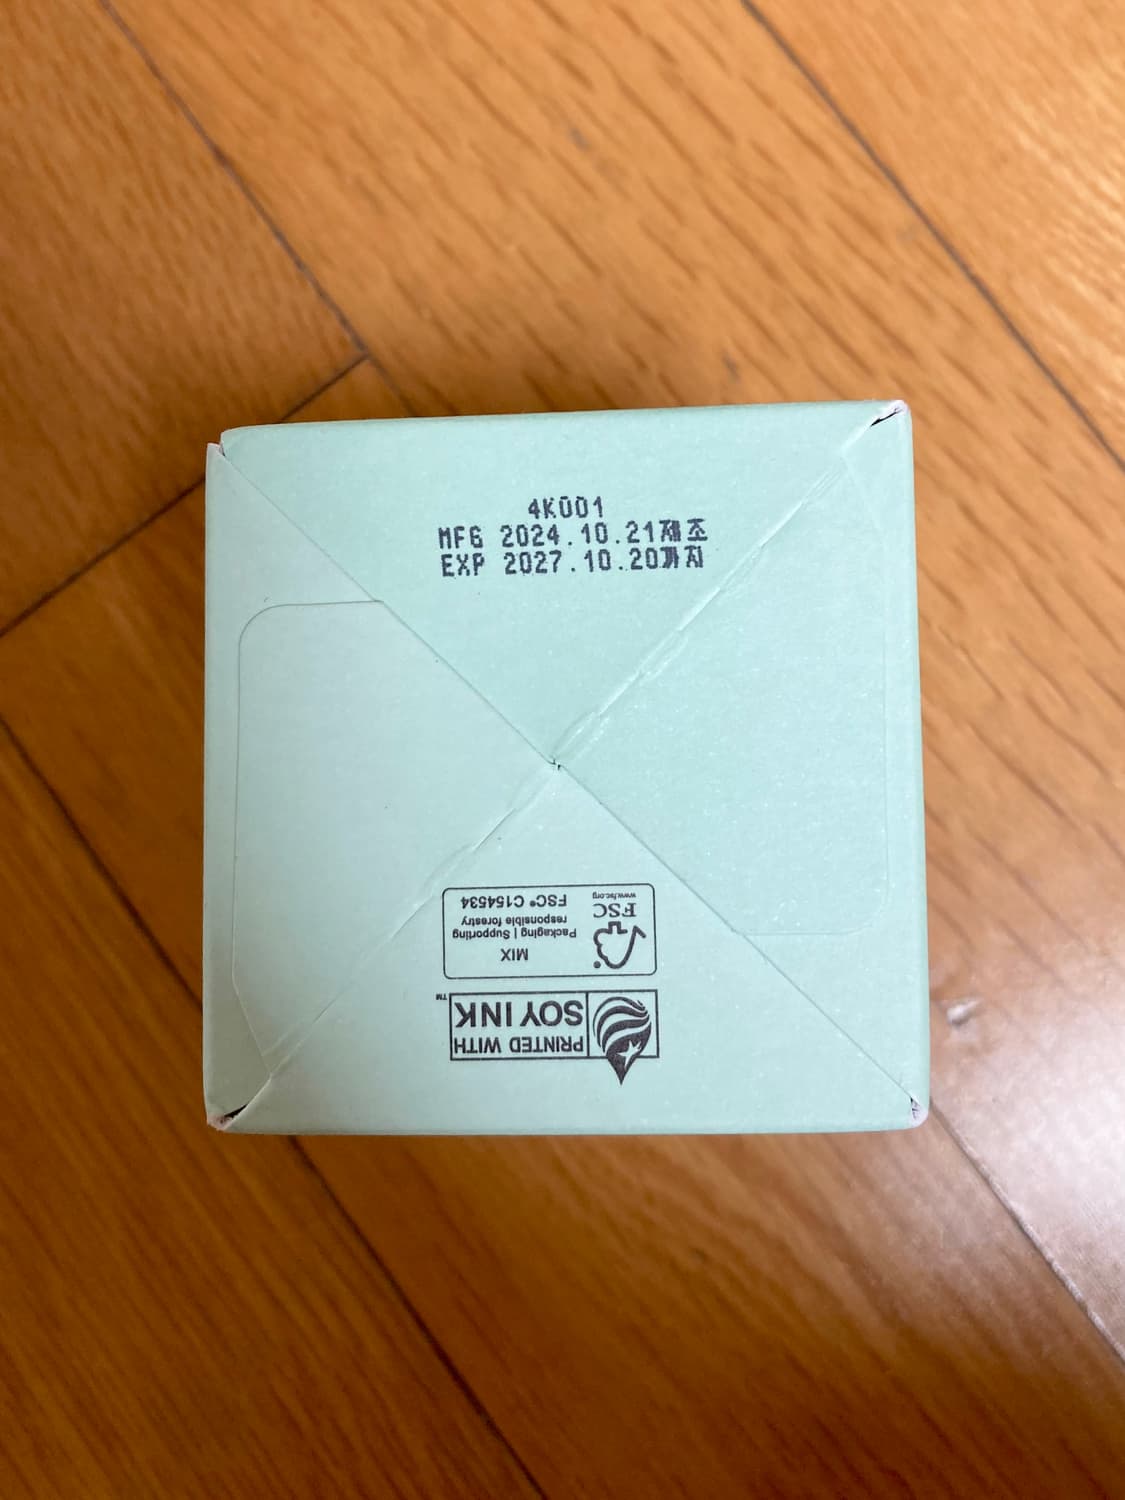 4K001
MFG 2024.10.21제조
EXP 2027.10.20까지
PRINTED WITH
SOY INK™
MIX
Packaging | Supporting
responsible forestry
FSC® C154534
FSC
www.fsc.org